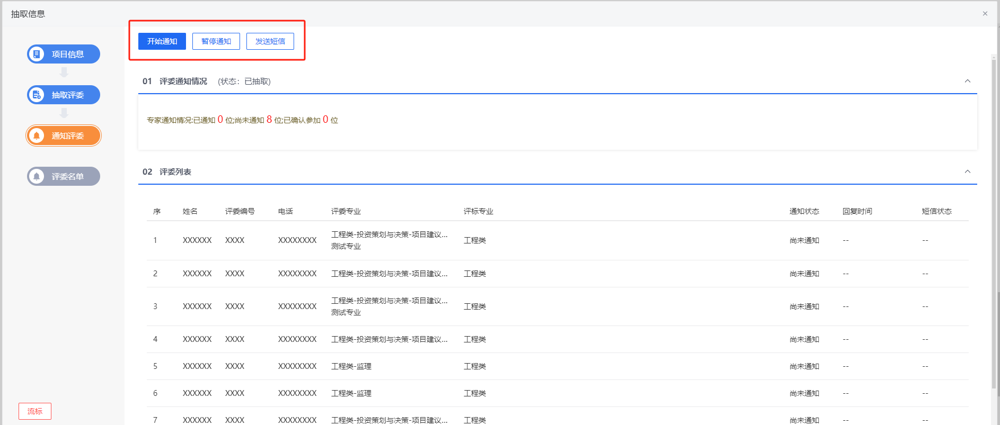 抽取信息
项目信息
抽取评委
通知评委
评委名单
流标
开始通知 暂停通知 发送短信
01 评委通知情况 (状态：已抽取)
专家通知情况:已通知 0 位;尚未通知 8 位;已确认参加 0 位
02 评委列表
序 姓名 评委编号 电话 评委专业 评标专业 通知状态 回复时间 短信状态
1 XXXXXX XXXX XXXXXXXX 工程类-投资策划与决策-项目建议... 测试专业 工程类 尚未通知 -- --
2 XXXXXX XXXX XXXXXXXX 工程类-投资策划与决策-项目建议... 工程类 尚未通知 -- --
3 XXXXXX XXXX XXXXXXXX 工程类-投资策划与决策-项目建议... 测试专业 工程类 尚未通知 -- --
4 XXXXXX XXXX XXXXXXXX 工程类-投资策划与决策-项目建议... 工程类 尚未通知 -- --
5 XXXXXX XXXX XXXXXXXX 工程类-监理 工程类 尚未通知 -- --
6 XXXXXX XXXX XXXXXXXX 工程类-监理 工程类 尚未通知 -- --
7 XXXXXX XXXX XXXXXXXX 工程类-投资策划与决策-项目建议... 工程类 尚未通知 -- --